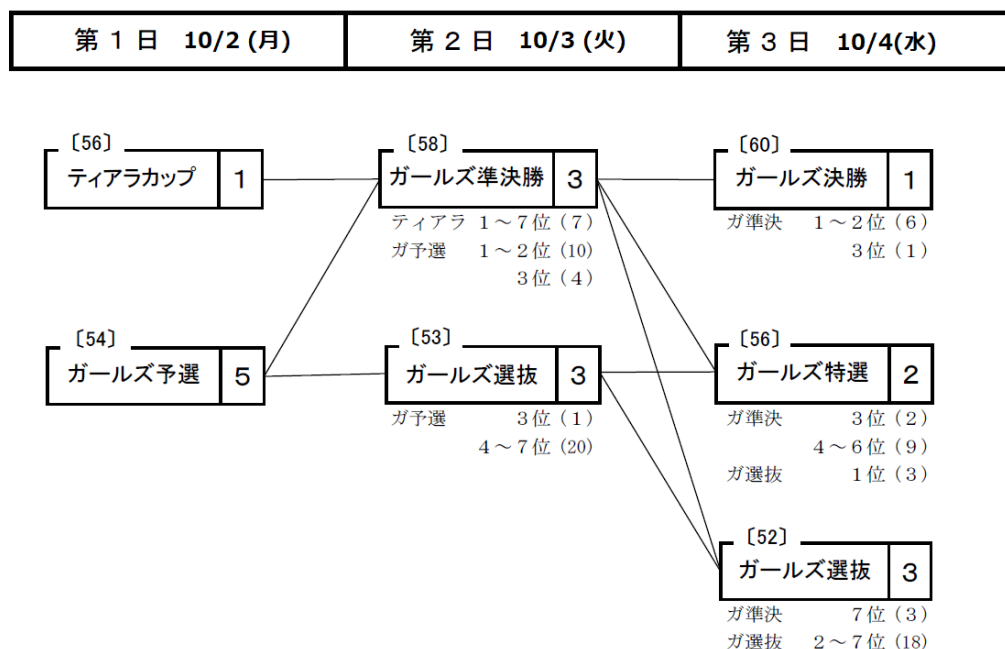 第１日 10/2 (月) 第２日 10/3 (火) 第３日 10/4(水)
〔56〕 〔58〕 〔60〕
ティアラカップ 1 ガールズ準決勝 3 ガールズ決勝 1
ティアラ 1～7位 (7) ガ準決 1～2位 (6)
ガ予選 1～2位 (10) 3位 (1)
3位 (4)
〔54〕 〔53〕 〔56〕
ガールズ予選 5 ガールズ選抜 3 ガールズ特選 2
ガ予選 3位 (1) ガ準決 3位 (2)
4～7位 (20) 4～6位 (9)
ガ選抜 1位 (3)
〔52〕
ガールズ選抜 3
ガ準決 7位 (3)
ガ選抜 2～7位 (18)